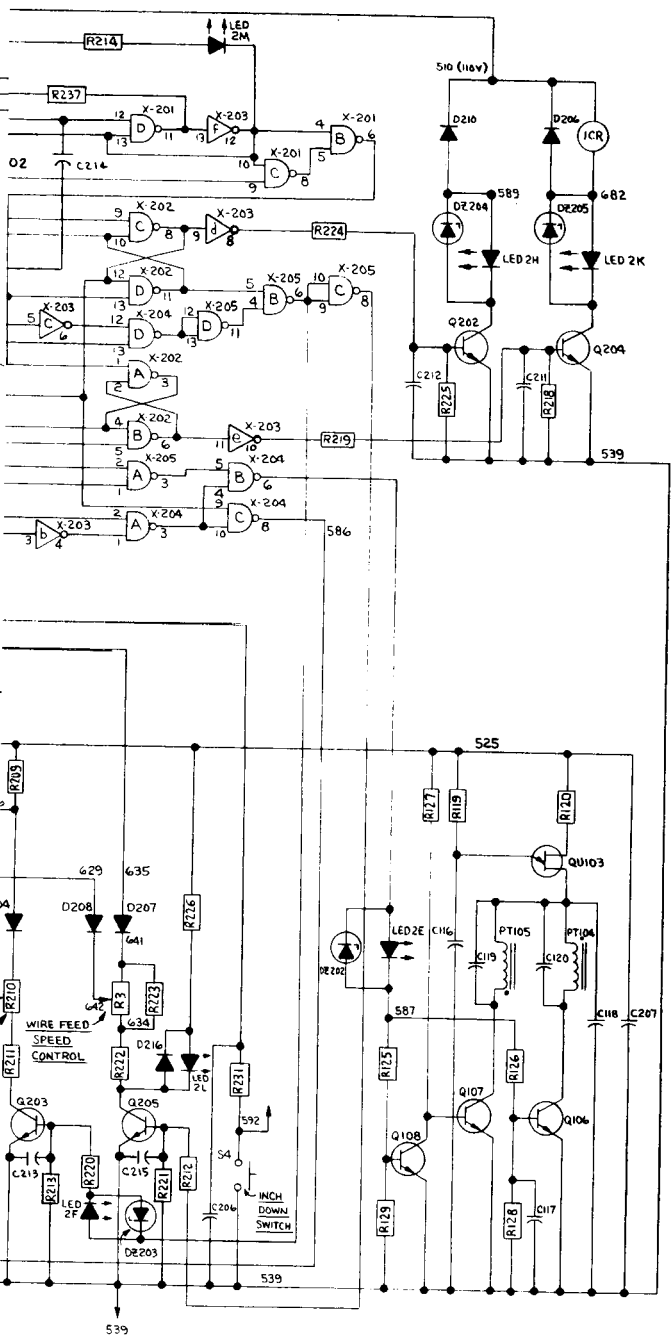 LED
2M
R214
510 (110V)
R237
X-201
12
D
11
13
X-203
f
13
12
X-201
4
B
6
5
D210
D206
1CR
02
C214
X-201
10
C
8
9
X-202
9
C
8
10
X-203
9
d
8
R224
589
682
DZ204
DZ205
LED 2H
LED 2K
X-202
12
D
11
13
X-205
5
B
6
4
X-205
10
C
8
9
X-203
5
C
6
X-204
12
D
13
X-205
12
D
11
13
Q202
Q204
X-202
1
A
3
2
C212
R225
C211
R218
X-202
4
B
6
5
X-203
11
e
10
R219
539
X-205
2
A
3
1
X-204
5
B
6
4
X-203
3
b
4
X-204
2
A
3
1
X-204
9
C
8
10
586
525
R209
R127
R119
R120
QU103
629
635
04
D208
D207
R226
641
DZ202
LED2E
C116
C119
PT105
C120
PT104
R210
642
R3
R223
634
WIRE FEED
SPEED
CONTROL
587
C118
C207
R211
R222
D216
LED
2L
R231
R125
R126
Q203
Q205
592
Q108
Q107
Q106
C213
R213
R220
C215
R221
R212
S4
LED
2F
DZ203
C206
INCH
DOWN
SWITCH
R129
R128
C117
539
539